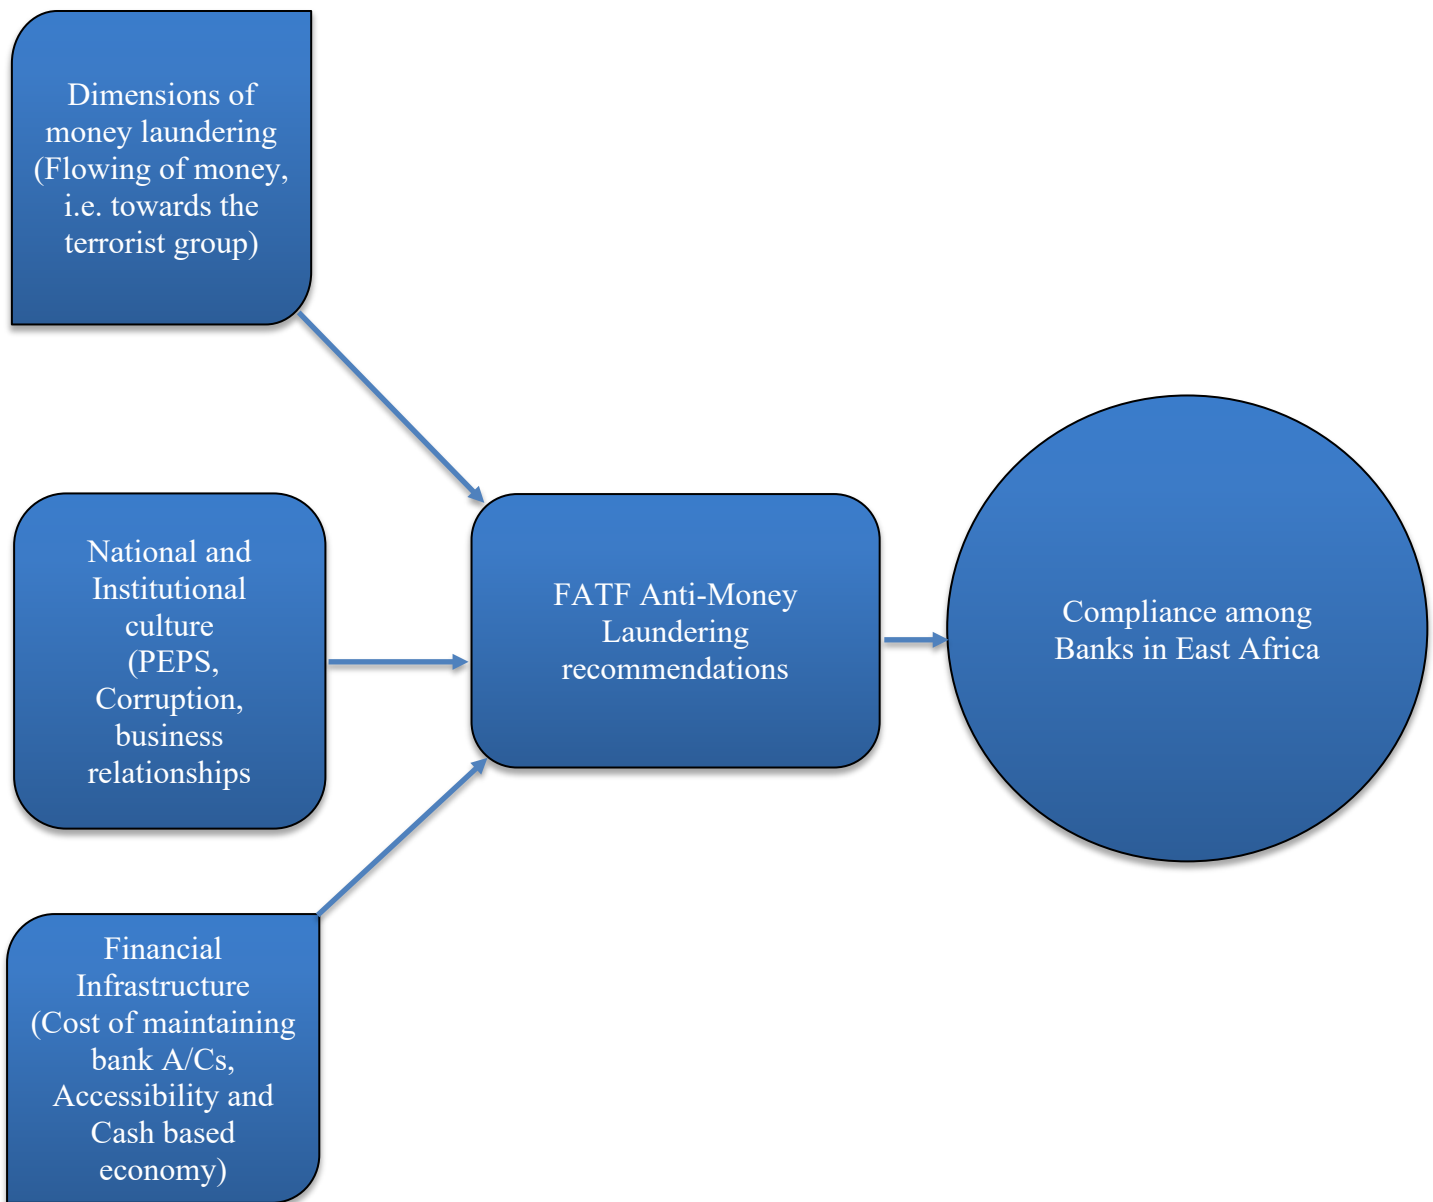 Dimensions of
money laundering
(Flowing of money,
i.e. towards the
terrorist group)
National and
Institutional
culture
(PEPS,
Corruption,
business
relationships
FATF Anti-Money
Laundering
recommendations
Compliance among
Banks in East Africa
Financial
Infrastructure
(Cost of maintaining
bank A/Cs,
Accessibility and
Cash based
economy)